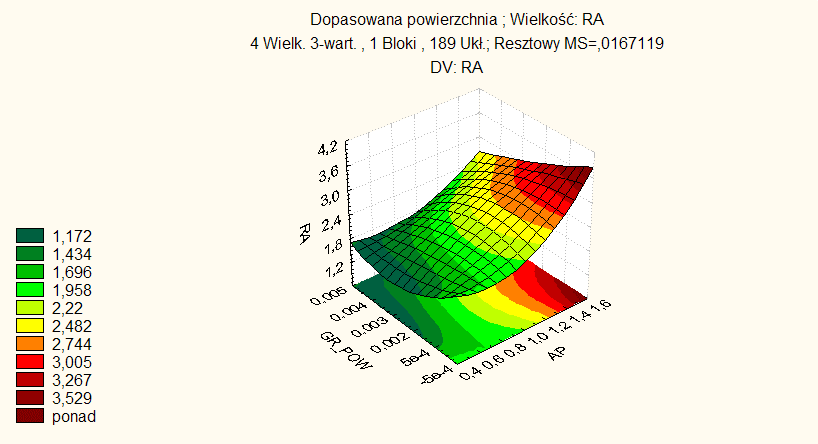 Dopasowana powierzchnia ; Wielkość: RA
4 Wielk. 3-wart. , 1 Bloki , 189 Ukł.; Resztowy MS=,0167119
DV: RA
4,2
3,6
3,0
2,4
1,8
1,2
RA
0,005
0,004
0,003
0,002
5e-4
-5e-4
GR_POW
0,4 0,6 0,8 1,0 1,2 1,4 1,6
AP
1,172
1,434
1,696
1,958
2,22
2,482
2,744
3,005
3,267
3,529
ponad